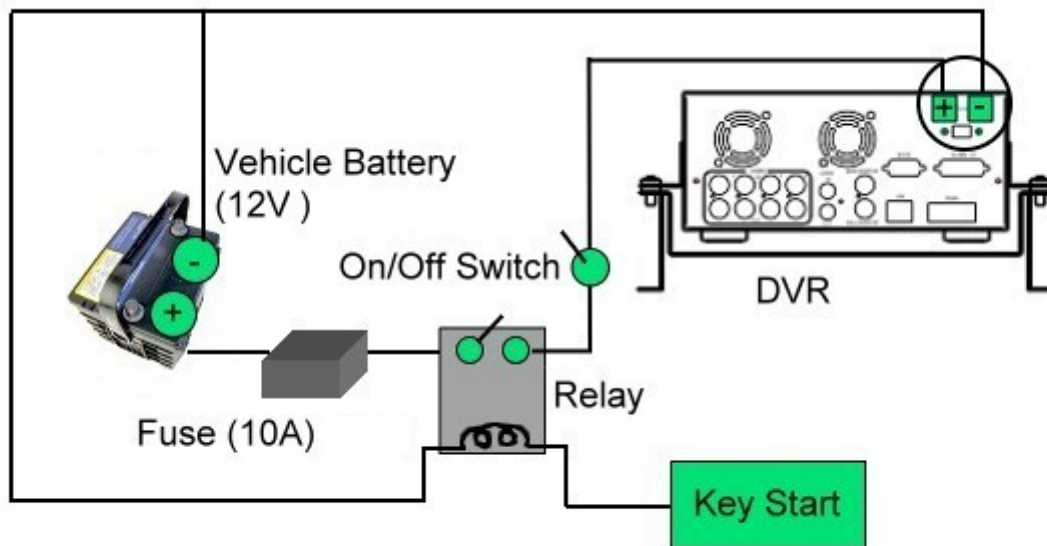 + -
Vehicle Battery
(12V )
-
+
On/Off Switch
DVR
Fuse (10A)
Relay
Key Start